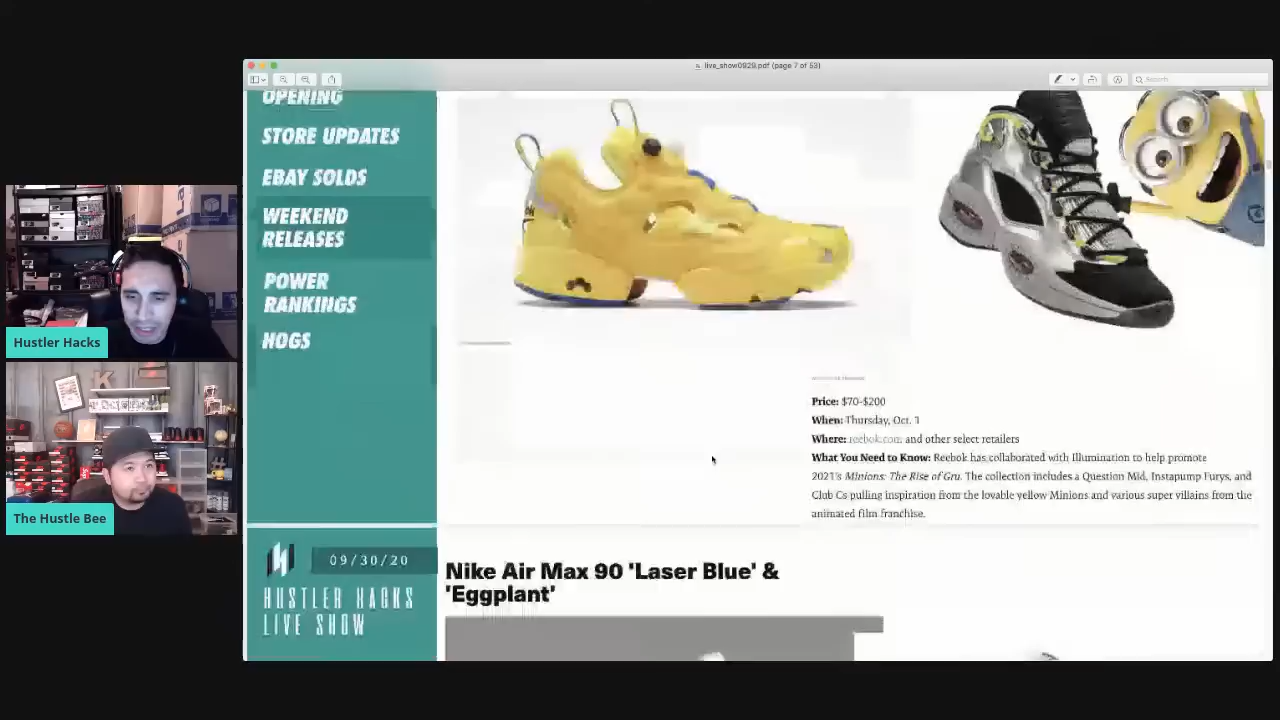 live_show0929.pdf (page 7 of 53)
Search
OPENING
STORE UPDATES
EBAY SOLDS
WEEKEND
RELEASES
POWER
RANKINGS
HOGS
Hustler Hacks
The Hustle Bee
Price: $70-$200
When: Thursday, Oct. 1
Where: reebok.com and other select retailers
What You Need to Know: Reebok has collaborated with Illumination to help promote
2021's Minions: The Rise of Gru. The collection includes a Question Mid, Instapump Furys, and
Club Cs pulling inspiration from the lovable yellow Minions and various super villains from the
animated film franchise.
09/30/20
HUSTLER HACKS
LIVE SHOW
Nike Air Max 90 'Laser Blue' &
'Eggplant'